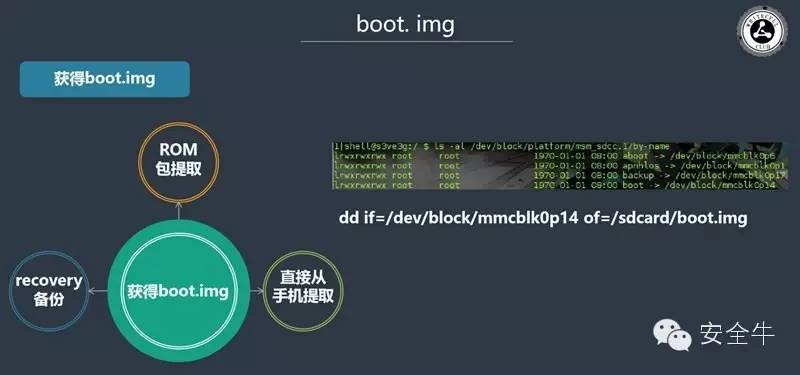 boot. img
获得boot.img
ROM
包提取
recovery
备份
获得boot.img
直接从
手机提取
1|shell@s3ve3g:/ $ ls -al /dev/block/platform/msm_sdcc.1/by-name
lrwxrwxrwx root root 1970-01-01 08:00 aboot -> /dev/block/mmcblk0p6
lrwxrwxrwx root root 1970-01-01 08:00 apnhlos -> /dev/block/mmcblk0p1
lrwxrwxrwx root root 1970-01-01 08:00 backup -> /dev/block/mmcblk0p17
lrwxrwxrwx root root 1970-01-01 08:00 boot -> /dev/block/mmcblk0p14
dd if=/dev/block/mmcblk0p14 of=/sdcard/boot.img
安全牛
CLUB